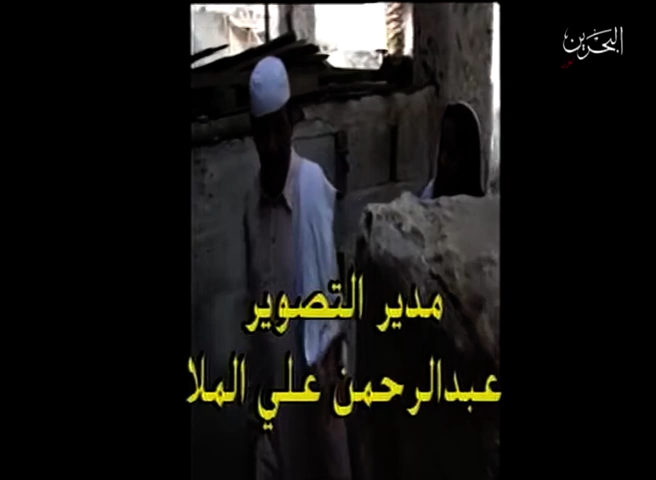 البحرين
مدير التصوير
عبدالرحمن علي الملا